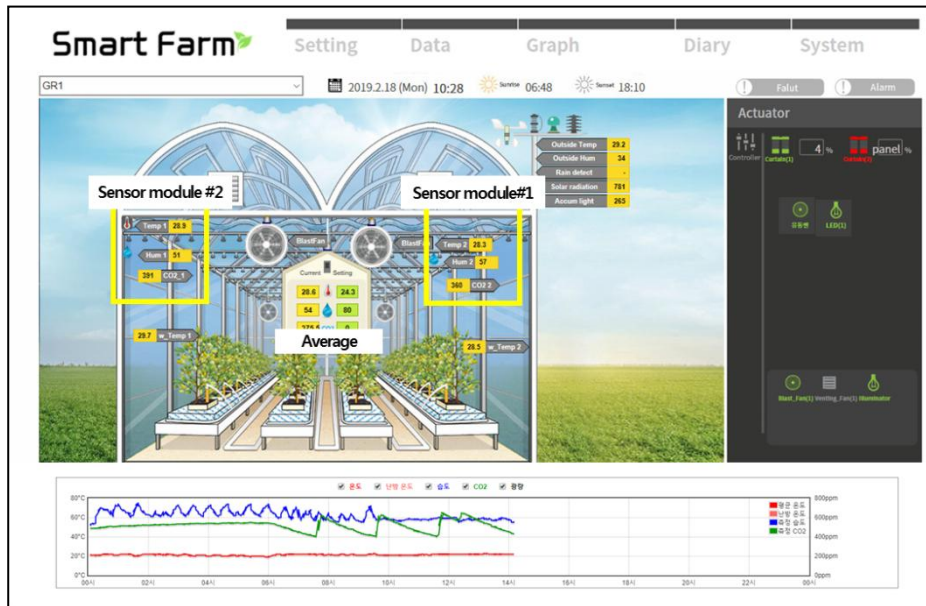 Smart Farm
Setting Data Graph Diary System
GR1
2019.2.18 (Mon) 10:28 Sunrise 06:48 Sunset 18:10
Falut Alarm
Actuator
Controller
Curtain(1) 4 %
panel %
LED(1)
Blast_Fan(1) Venting_Fan(1) Illuminator
Outside Temp 29.2
Outside Hum 34
Rain detect -
Solar radiation 781
Accum light 265
Sensor module #2
Temp 1 28.9
Hum 1 51
391 CO2_1
29.7 w_Temp 1
BlastFan
Current Setting
28.6 24.3
54 80
Average
BlastFan
Sensor module#1
Temp 2 28.3
Hum 2 57
360 CO2 2
28.5 w_Temp 2
온도 난방 온도 습도 CO2 광량
80°C 800ppm
60°C 600ppm
40°C 400ppm
20°C 200ppm
0°C 0ppm
평균 온도
난방 온도
측정 습도
측정 CO2
00시 02시 04시 06시 08시 10시 12시 14시 16시 18시 20시 22시 00시